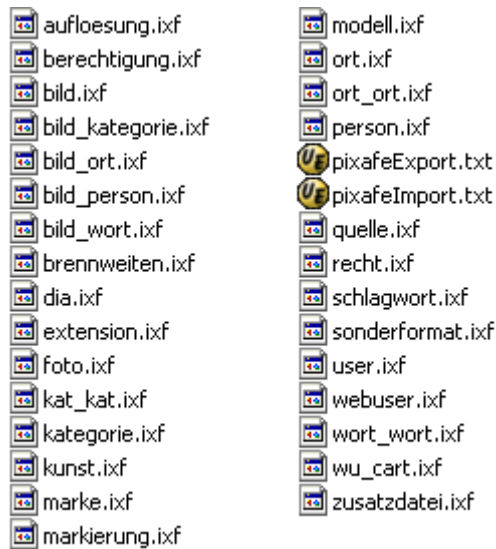 aufloesung.ixf
berechtigung.ixf
bild.ixf
bild_kategorie.ixf
bild_ort.ixf
bild_person.ixf
bild_wort.ixf
brennweiten.ixf
dia.ixf
extension.ixf
foto.ixf
kat_kat.ixf
kategorie.ixf
kunst.ixf
marke.ixf
markierung.ixf
modell.ixf
ort.ixf
ort_ort.ixf
person.ixf
UE pixafeExport.txt
UE pixafeImport.txt
quelle.ixf
recht.ixf
schlagwort.ixf
sonderformat.ixf
user.ixf
webuser.ixf
wort_wort.ixf
wu_cart.ixf
zusatzdatei.ixf